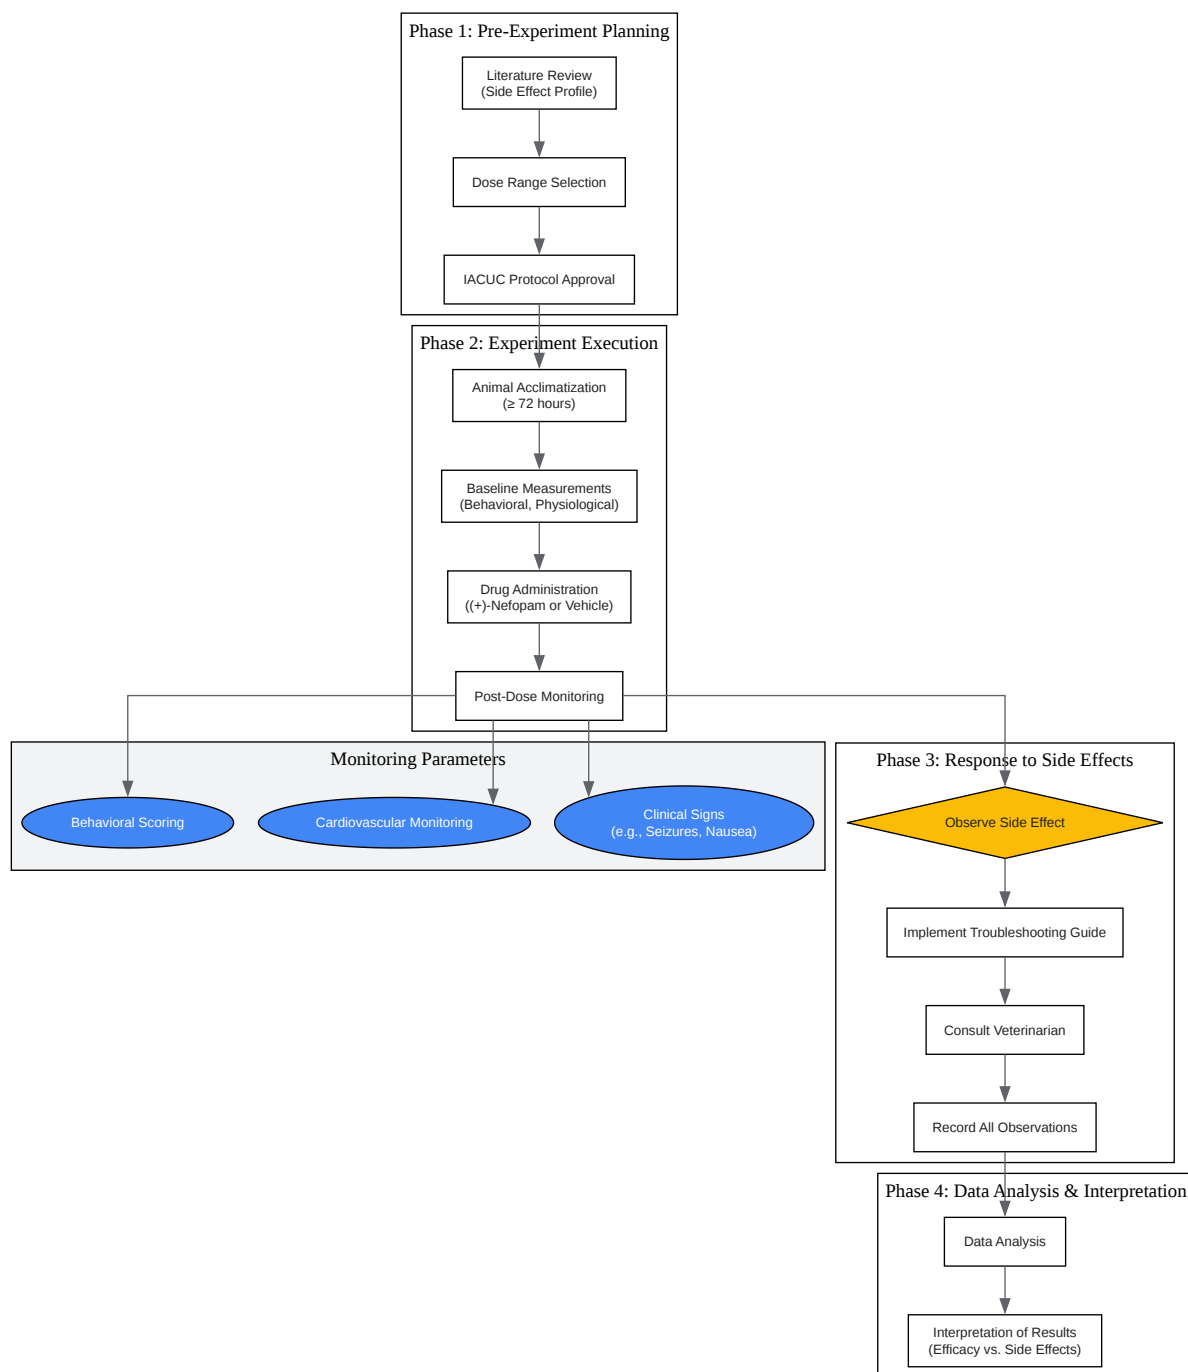 Phase 1: Pre-Experiment Planning
Literature Review
(Side Effect Profile)
Dose Range Selection
IACUC Protocol Approval
Phase 2: Experiment Execution
Animal Acclimatization
(≥ 72 hours)
Baseline Measurements
(Behavioral, Physiological)
Drug Administration
((+)-Nefopam or Vehicle)
Post-Dose Monitoring
Monitoring Parameters
Behavioral Scoring
Cardiovascular Monitoring
Clinical Signs
(e.g., Seizures, Nausea)
Phase 3: Response to Side Effects
Observe Side Effect
Implement Troubleshooting Guide
Consult Veterinarian
Record All Observations
Phase 4: Data Analysis & Interpretation
Data Analysis
Interpretation of Results
(Efficacy vs. Side Effects)